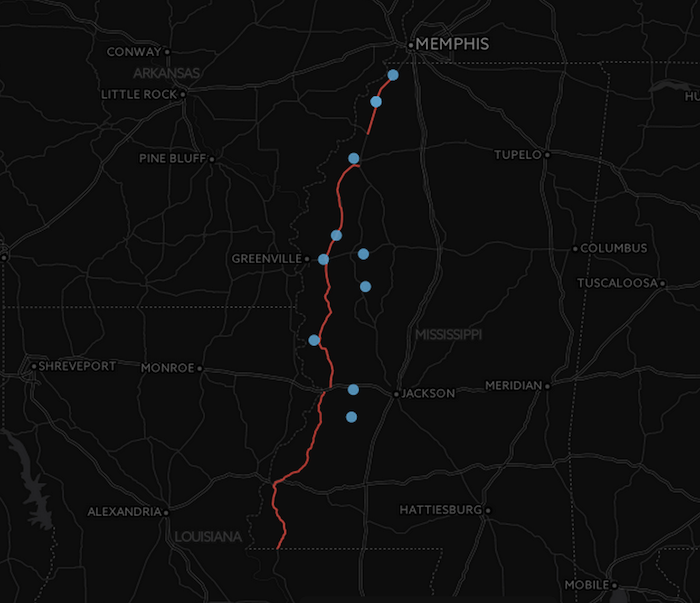 MEMPHIS
CONWAY
ARKANSAS
LITTLE ROCK
HU
PINE BLUFF
TUPELO
GREENVILLE
COLUMBUS
TUSCALOOSA
MISSISSIPPI
SHREVEPORT
MONROE
MERIDIAN
JACKSON
ALEXANDRIA
HATTIESBURG
LOUISIANA
MOBILE